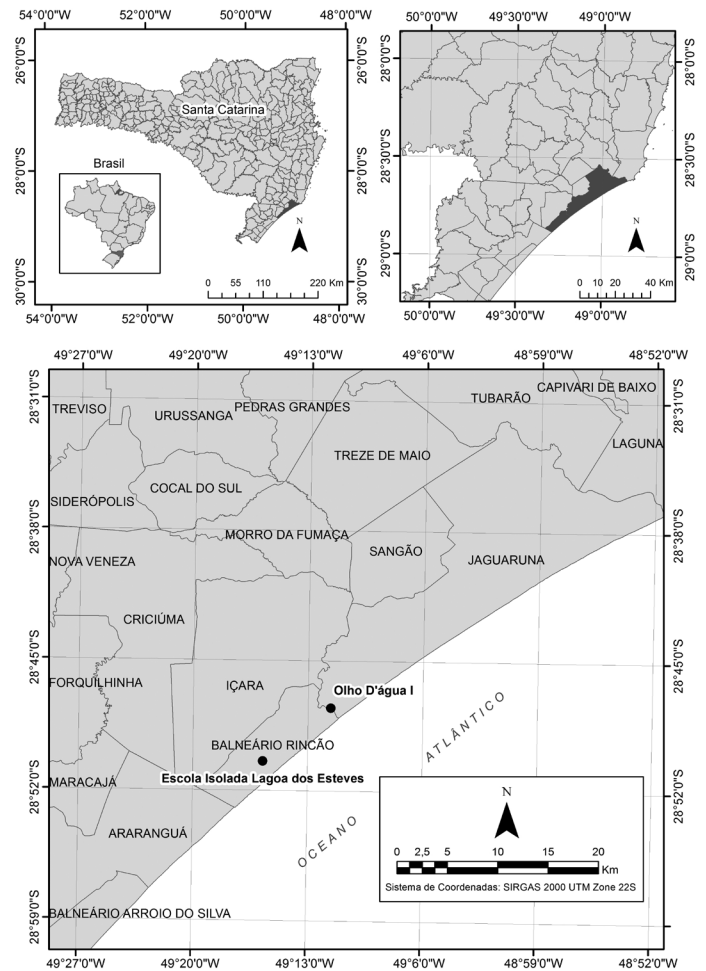 54°0'0"W 52°0'0"W 50°0'0"W 48°0'0"W
26°0'0"S
28°0'0"S
30°0'0"S
Santa Catarina
26°0'0"S
28°0'0"S
30°0'0"S
Brasil
N
0 55 110 220 Km
54°0'0"W 52°0'0"W 50°0'0"W 48°0'0"W
50°0'0"W 49°30'0"W 49°0'0"W
28°0'0"S
28°30'0"S
29°0'0"S
28°0'0"S
28°30'0"S
29°0'0"S
N
0 10 20 40 Km
50°0'0"W 49°30'0"W 49°0'0"W
49°27'0"W 49°20'0"W 49°13'0"W 49°6'0"W 48°59'0"W 48°52'0"W
28°31'0"S
28°38'0"S
28°45'0"S
28°52'0"S
28°59'0"S
CAPIVARI DE BAIXO
TUBARÃO
TREVISO
URUSSANGA
PEDRAS GRANDES
LAGUNA
TREZE DE MAIO
COCAL DO SUL
SIDERÓPOLIS
MORRO DA FUMAÇA
SANGÃO
NOVA VENEZA
JAGUARUNA
CRICIÚMA
FORQUILHINHA
IÇARA
Olho D'água I
BALNEÁRIO RINCÃO
Escola Isolada Lagoa dos Esteves
MARACAJÁ
ARARANGUÁ
BALNEÁRIO ARROIO DO SILVA
OCEANO ATLÂNTICO
28°31'0"S
28°38'0"S
28°45'0"S
28°52'0"S
N
0 2,5 5 10 15 20
Km
Sistema de Coordenadas: SIRGAS 2000 UTM Zone 22S
49°27'0"W 49°20'0"W 49°13'0"W 49°6'0"W 48°59'0"W 48°52'0"W